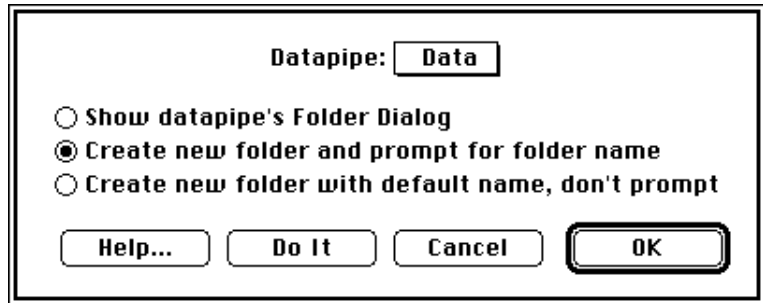 Datapipe: Data
Show datapipe's Folder Dialog
Create new folder and prompt for folder name
Create new folder with default name, don't prompt
Help... Do It Cancel OK